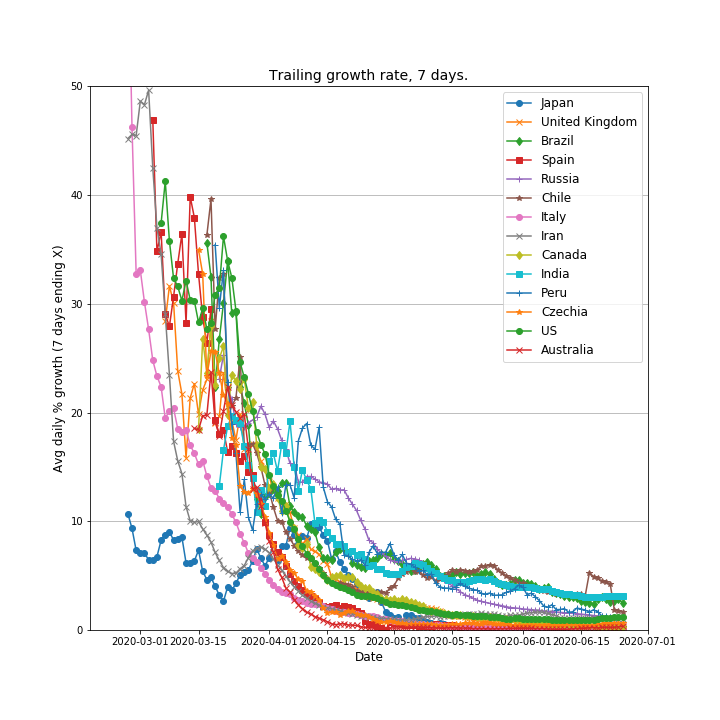 Trailing growth rate, 7 days.
50
40
30
20
10
0
Avg daily % growth (7 days ending X)
Japan
United Kingdom
Brazil
Spain
Russia
Chile
Italy
Iran
Canada
India
Peru
Czechia
US
Australia
2020-03-01 2020-03-15 2020-04-01 2020-04-15 2020-05-01 2020-05-15 2020-06-01 2020-06-15 2020-07-01
Date